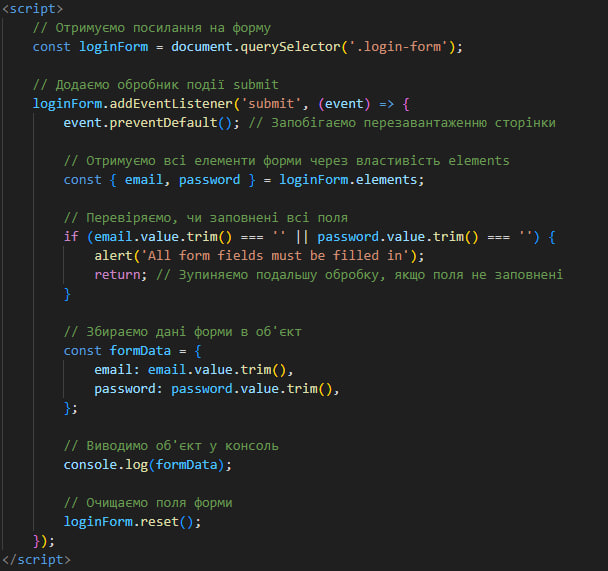 <script>
// Отримуємо посилання на форму
const loginForm = document.querySelector('.login-form');
// Додаємо обробник події submit
loginForm.addEventListener('submit', (event) => {
event.preventDefault(); // Запобігаємо перезавантаженню сторінки
// Отримуємо всі елементи форми через властивість elements
const { email, password } = loginForm.elements;
// Перевіряємо, чи заповнені всі поля
if (email.value.trim() === '' || password.value.trim() === '') {
alert('All form fields must be filled in');
return; // Зупиняємо подальшу обробку, якщо поля не заповнені
}
// Збираємо дані форми в об'єкт
const formData = {
email: email.value.trim(),
password: password.value.trim(),
};
// Виводимо об'єкт у консоль
console.log(formData);
// Очищаємо поля форми
loginForm.reset();
});
</script>